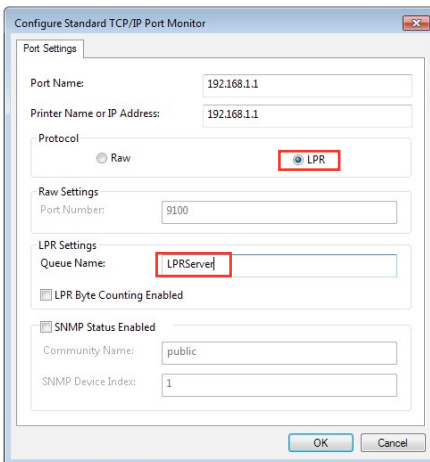 Configure Standard TCP/IP Port Monitor
Port Settings
Port Name: 192.168.1.1
Printer Name or IP Address: 192.168.1.1
Protocol
Raw LPR
Raw Settings
Port Number: 9100
LPR Settings
Queue Name: LPRServer
LPR Byte Counting Enabled
SNMP Status Enabled
Community Name: public
SNMP Device Index: 1
OK Cancel